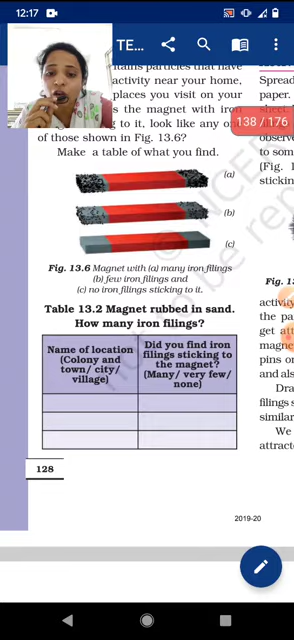 12:17
TE...
tains particles that have
activity near your home,
places you visit on your
s the magnet with iron
to it, look like any
of those shown in Fig. 13.6?
Make a table of what you find.
(a)
(b)
(c)
Fig. 13.6 Magnet with (a) many iron filings
(b) few iron filings and
(c) no iron filings sticking to it.
Table 13.2 Magnet rubbed in sand.
How many iron filings?
Name of location
(Colony and
town/ city/
village)
Did you find iron
filings sticking to
the magnet?
(Many/ very few/
none)
128
Spread
paper.
sheet.
138 / 176
observ
to som
(Fig.
sticking
Fig. 13
activity
the pa
get at
magne
pins or
and als
Dra
filings s
similar
We
attract
2019-20